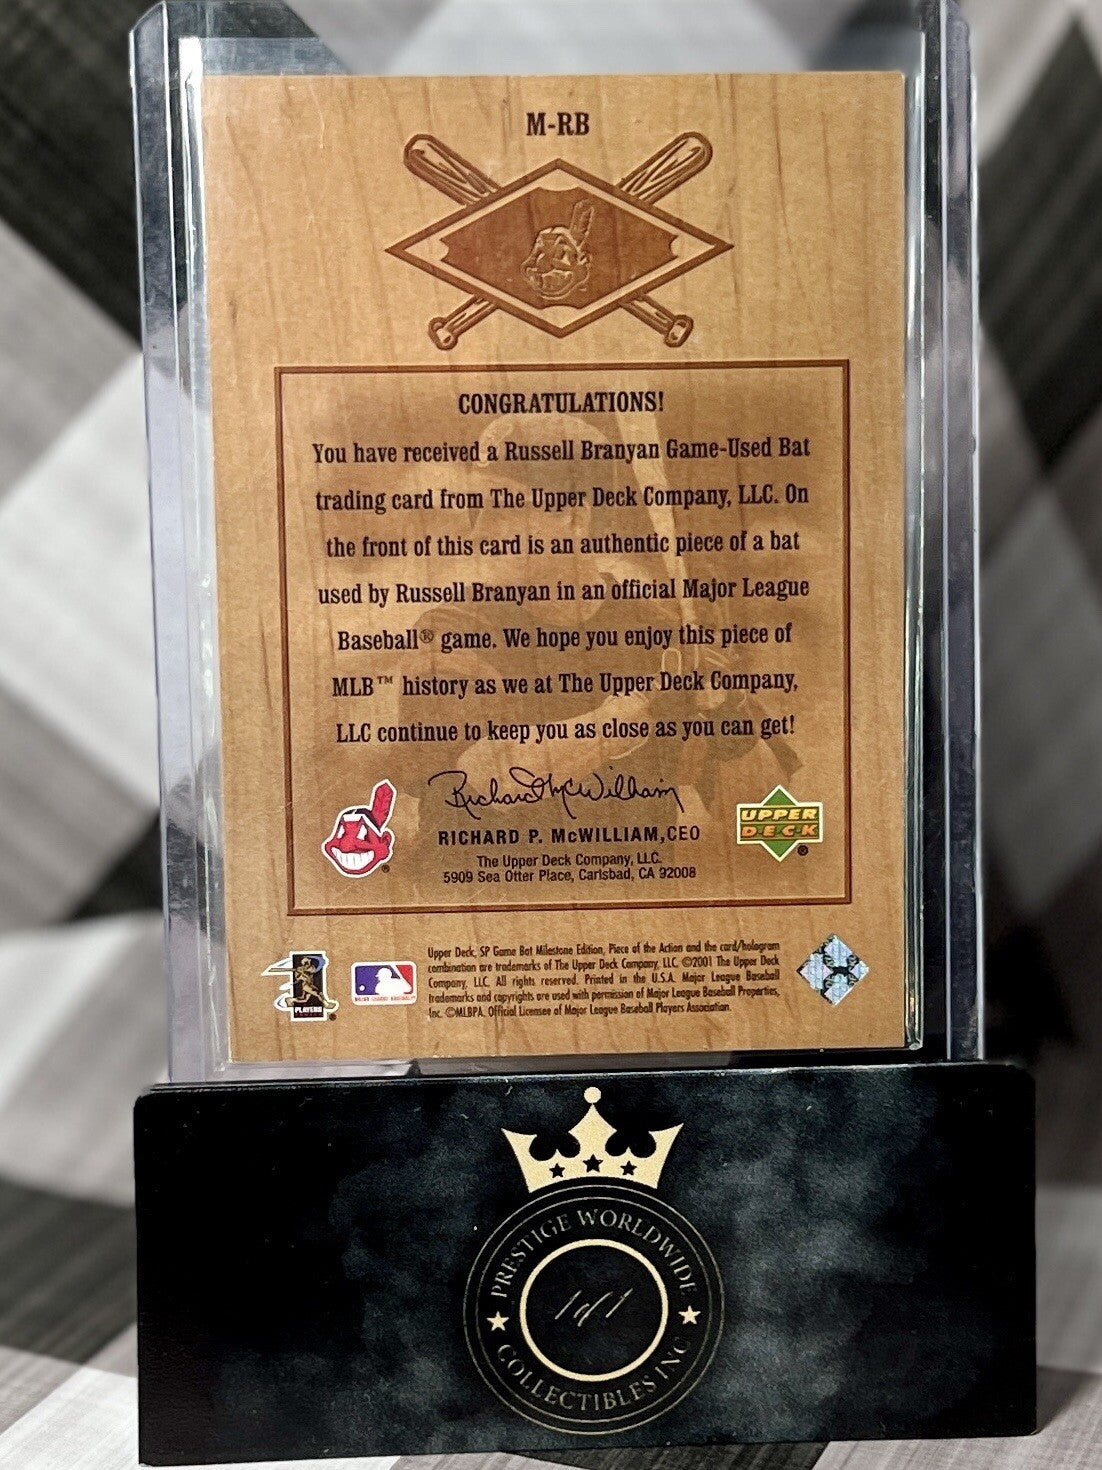 M-RB
CONGRATULATIONS!
You have received a Russell Branyan Game-Used Bat
trading card from The Upper Deck Company, LLC. On
the front of this card is an authentic piece of a bat
used by Russell Branyan in an official Major League
Baseball® game. We hope you enjoy this piece of
MLB™ history as we at The Upper Deck Company,
LLC continue to keep you as close as you can get!
Richard McWilliam
RICHARD P. McWILLIAM, CEO
The Upper Deck Company, LLC.
5909 Sea Otter Place, Carlsbad, CA 92008
UPPER
DECK®
Upper Deck, SP Game Bat Milestone Edition, Piece of the Action and the card/hologram
combination are trademarks of The Upper Deck Company, LLC. ©2001 The Upper Deck
Company, LLC. All rights reserved. Printed in the U.S.A. Major League Baseball
trademarks and copyrights are used with permission of Major League Baseball Properties,
Inc. ©MLBPA. Official Licensee of Major League Baseball Players Association.
PLAYERS
MAJOR LEAGUE BASEBALL
PRESTIGE WORLDWIDE
1 of 1
COLLECTIBLES INC